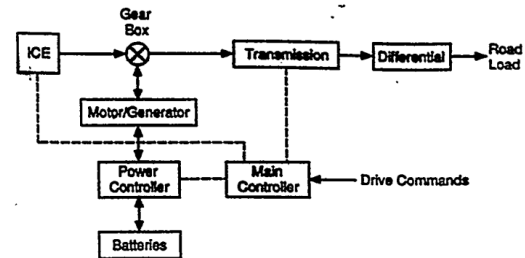 Gear
Box
ICE
Transmission
Differential
Road
Load
Motor/Generator
Power
Controller
Main
Controller
Drive Commands
Batteries